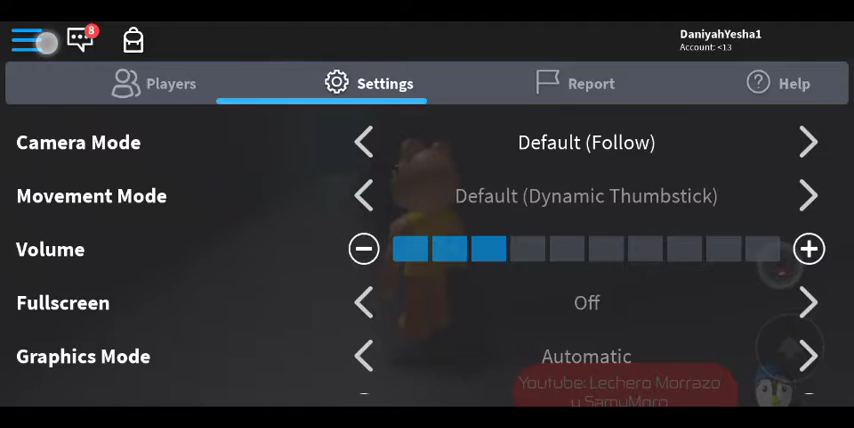 8
DaniyahYesha1
Account: <13
Players
Settings
Report
? Help
Camera Mode
Default (Follow)
Movement Mode
Default (Dynamic Thumbstick)
Volume
Fullscreen
Off
Graphics Mode
Automatic
Youtube: Lechero Morrazo
y SamyMoro